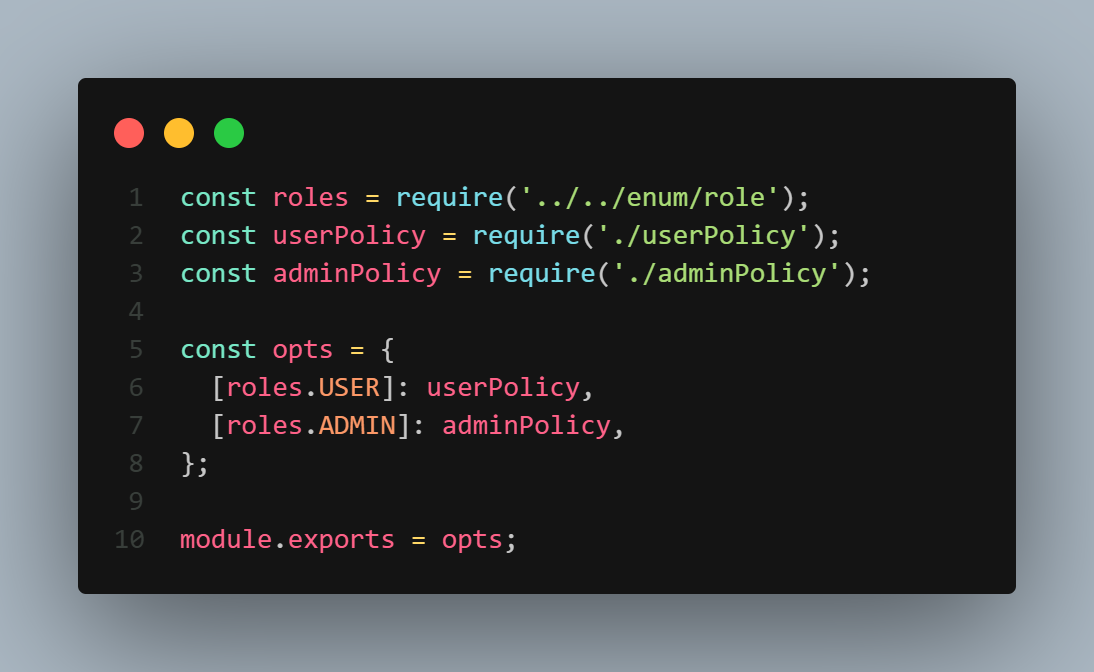 1 const roles = require('../../enum/role');
2 const userPolicy = require('./userPolicy');
3 const adminPolicy = require('./adminPolicy');
4
5 const opts = {
6   [roles.USER]: userPolicy,
7   [roles.ADMIN]: adminPolicy,
8 };
9
10 module.exports = opts;